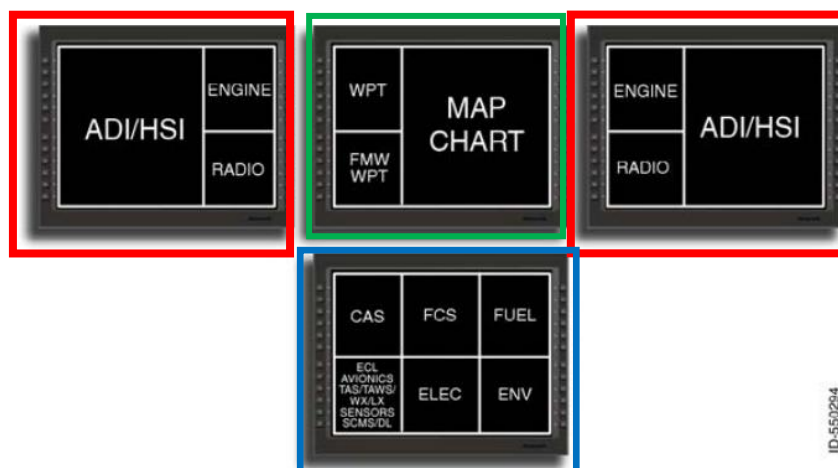 ADI/HSI
ENGINE
RADIO
WPT
FMW
WPT
MAP
CHART
ENGINE
RADIO
ADI/HSI
CAS
FCS
FUEL
ECL
AVIONICS
TAS/TAWS/
WX/LX
SENSORS
SCMS/DL
ELEC
ENV
ID-550294